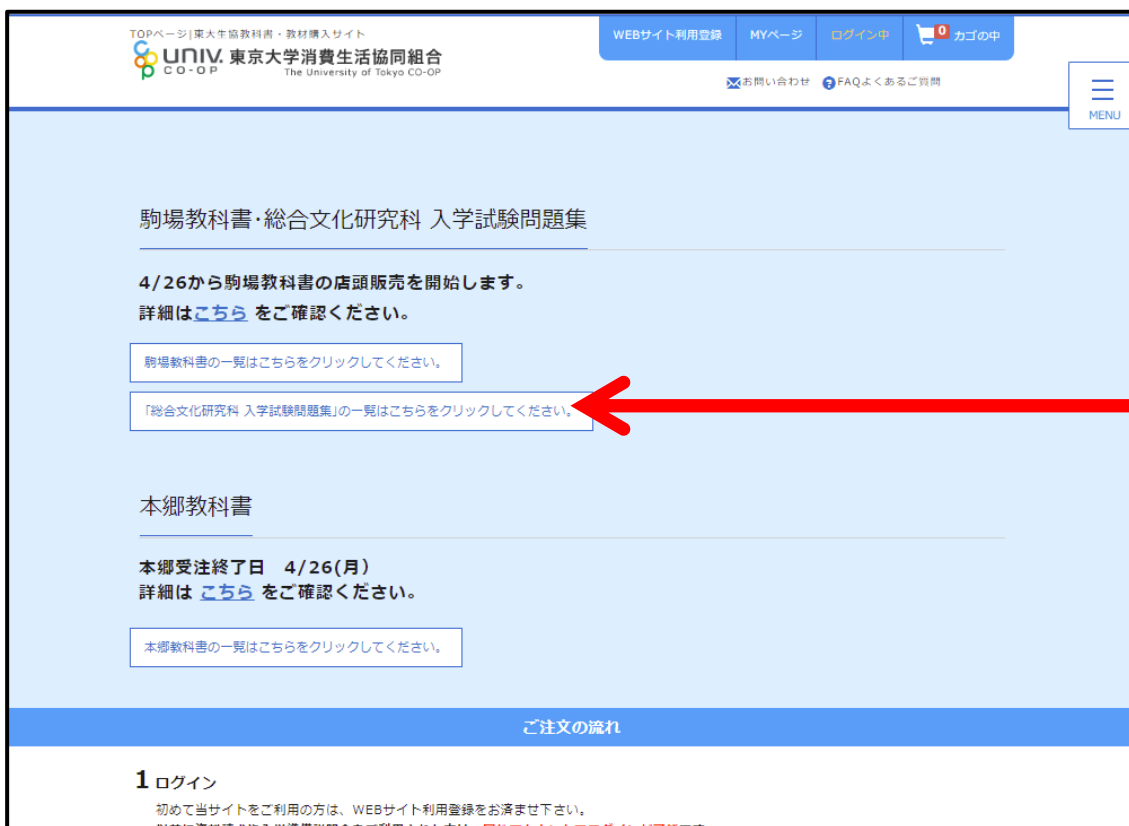 TOPページ|東大生協教科書・教材購入サイト
UNIV. CO-OP 東京大学消費生活協同組合
The University of Tokyo CO-OP
WEBサイト利用登録 MYページ ログイン中 0 カゴの中
お問い合わせ FAQよくあるご質問
MENU
駒場教科書・総合文化研究科 入学試験問題集
4/26から駒場教科書の店頭販売を開始します。
詳細はこちら をご確認ください。
駒場教科書の一覧はこちらをクリックしてください。
「総合文化研究科 入学試験問題集」の一覧はこちらをクリックしてください。
本郷教科書
本郷受注終了日 4/26(月)
詳細は こちら をご確認ください。
本郷教科書の一覧はこちらをクリックしてください。
ご注文の流れ
1 ログイン
初めて当サイトをご利用の方は、WEBサイト利用登録をお済ませ下さい。